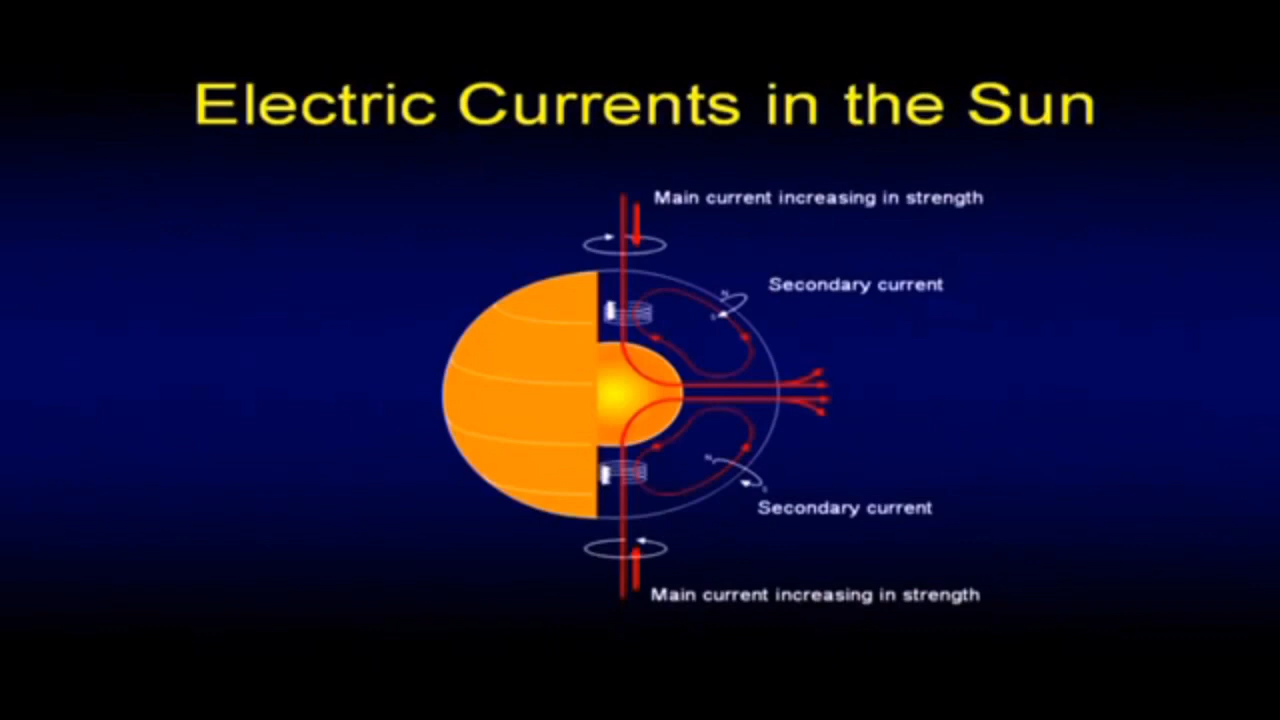 Electric Currents in the Sun
Main current increasing in strength
Secondary current
N
S
N
S
Secondary current
Main current increasing in strength